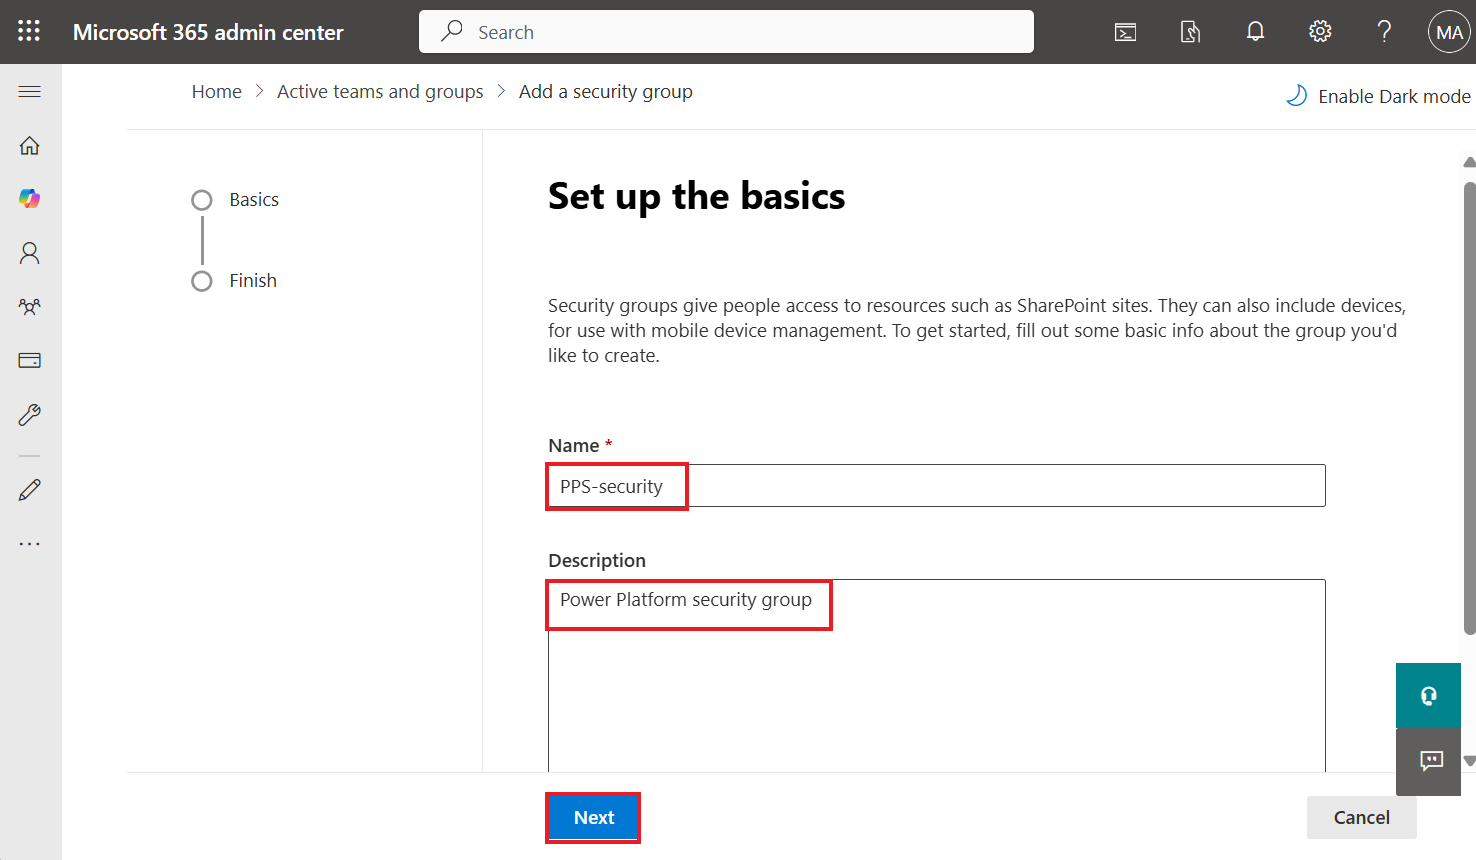 Microsoft 365 admin center
Search
MA
Home > Active teams and groups > Add a security group
Enable Dark mode
Basics
Finish
Set up the basics
Security groups give people access to resources such as SharePoint sites. They can also include devices,
for use with mobile device management. To get started, fill out some basic info about the group you'd
like to create.
Name *
PPS-security
Description
Power Platform security group
Next
Cancel